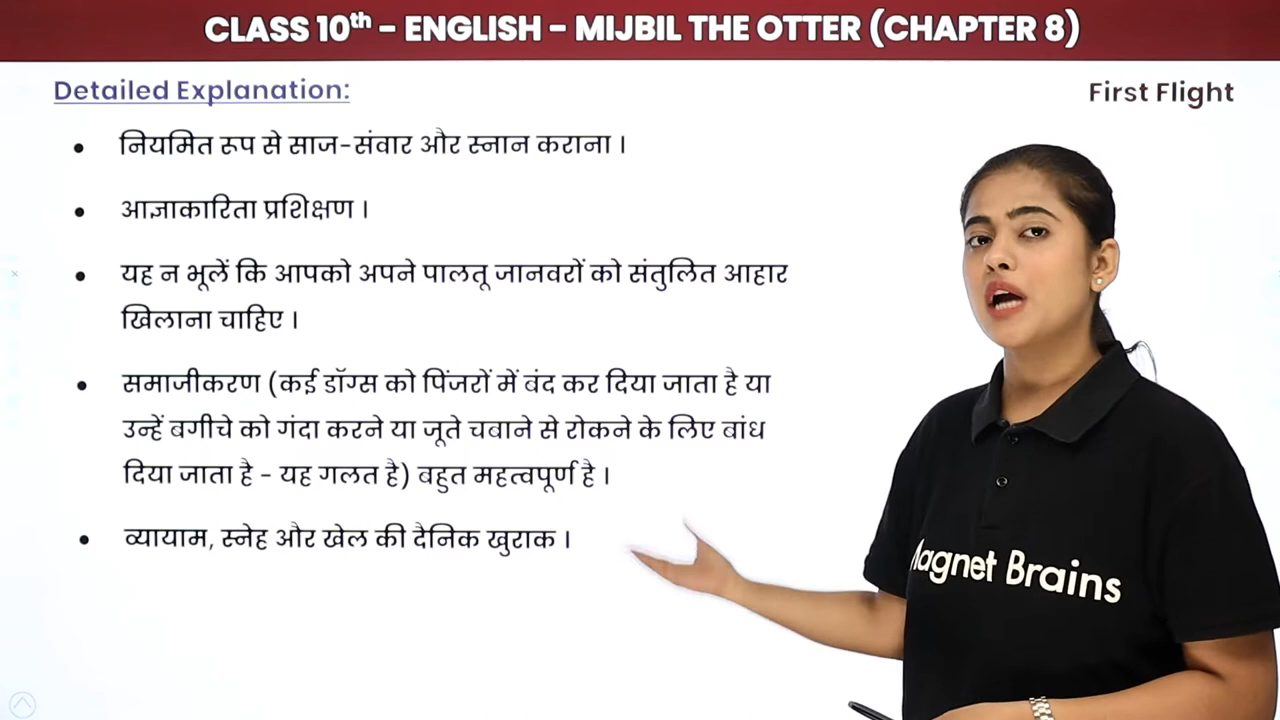 CLASS 10th - ENGLISH - MIJBIL THE OTTER (CHAPTER 8)
Detailed Explanation:
First Flight
• नियमित रूप से साज-संवार और स्नान कराना ।
• आज्ञाकारिता प्रशिक्षण ।
• यह न भूलें कि आपको अपने पालतू जानवरों को संतुलित आहार
खिलाना चाहिए ।
• समाजीकरण (कई डॉग्स को पिंजरों में बंद कर दिया जाता है या
उन्हें बगीचे को गंदा करने या जूते चबाने से रोकने के लिए बांध
दिया जाता है - यह गलत है) बहुत महत्वपूर्ण है ।
• व्यायाम, स्नेह और खेल की दैनिक खुराक ।
Magnet Brains